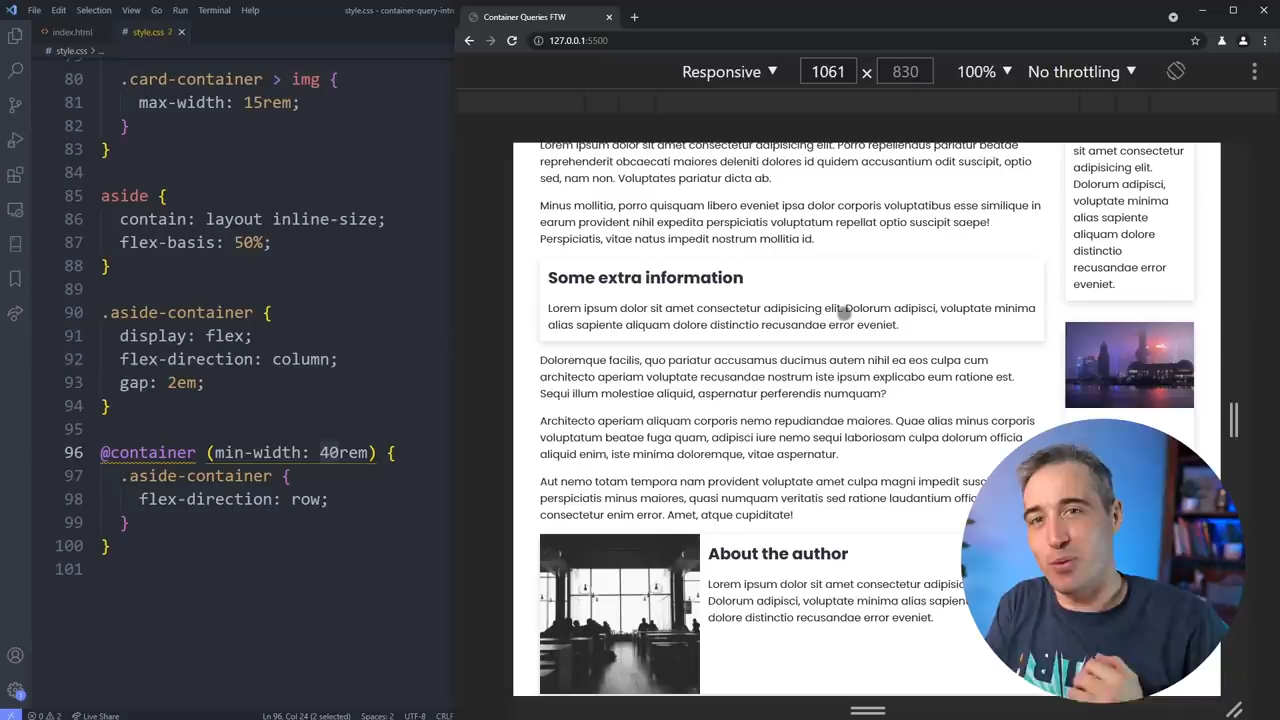 File Edit Selection View Go Run Terminal Help style.css - container-query-intro
index.html style.css 2
style.css > ...
80 .card-container > img {
81 max-width: 15rem;
82 }
83 }
84
85 aside {
86 contain: layout inline-size;
87 flex-basis: 50%;
88 }
89
90 .aside-container {
91 display: flex;
92 flex-direction: column;
93 gap: 2em;
94 }
95
96 @container (min-width: 40rem) {
97 .aside-container {
98 flex-direction: row;
99 }
100 }
101
0 2 Live Share Ln 96, Col 24 (2 selected) Spaces: 2 UTF-8 CRLF
Container Queries FTW
127.0.0.1:5500
Responsive 1061 × 830 100% No throttling
Lorem ipsum dolor sit amet consectetur adipisicing elit. Porro repellendus pariatur beatae
reprehenderit obcaecati maiores deleniti dolores id quidem accusantium odit suscipit, optio
sed, nam non. Voluptates pariatur dicta ab.
Minus mollitia, porro quisquam libero eveniet ipsa dolor corporis voluptatibus esse similique in
earum provident nihil expedita perspiciatis voluptatum repellat optio suscipit saepe!
Perspiciatis, vitae natus impedit nostrum mollitia id.
Some extra information
Lorem ipsum dolor sit amet consectetur adipisicing elit. Dolorum adipisci, voluptate minima
alias sapiente aliquam dolore distinctio recusandae error eveniet.
Doloremque facilis, quo pariatur accusamus ducimus autem nihil ea eos culpa cum
architecto aperiam voluptate recusandae nostrum iste ipsum explicabo eum ratione est.
Sequi illum molestiae aliquid, aspernatur perferendis numquam?
Architecto aperiam aliquam corporis nemo repudiandae maiores. Quae alias minus corporis
voluptatum beatae fuga quam, adipisci iure nemo sequi laboriosam culpa dolorum officia
aliquid enim, iste minima doloremque, vitae aspernatur.
Aut nemo totam tempora nam provident voluptate amet culpa magni impedit
perspiciatis minus maiores, quasi numquam veritatis sed ratione laudantium
consectetur enim error. Amet, atque cupiditate!
About the author
Lorem ipsum dolor sit amet consectetur
Dolorum adipisci, voluptate minima alias
dolore distinctio recusandae error eveniet.
sit amet consectetur
adipisicing elit.
Dolorum adipisci,
voluptate minima
alias sapiente
aliquam dolore
distinctio
recusandae error
eveniet.